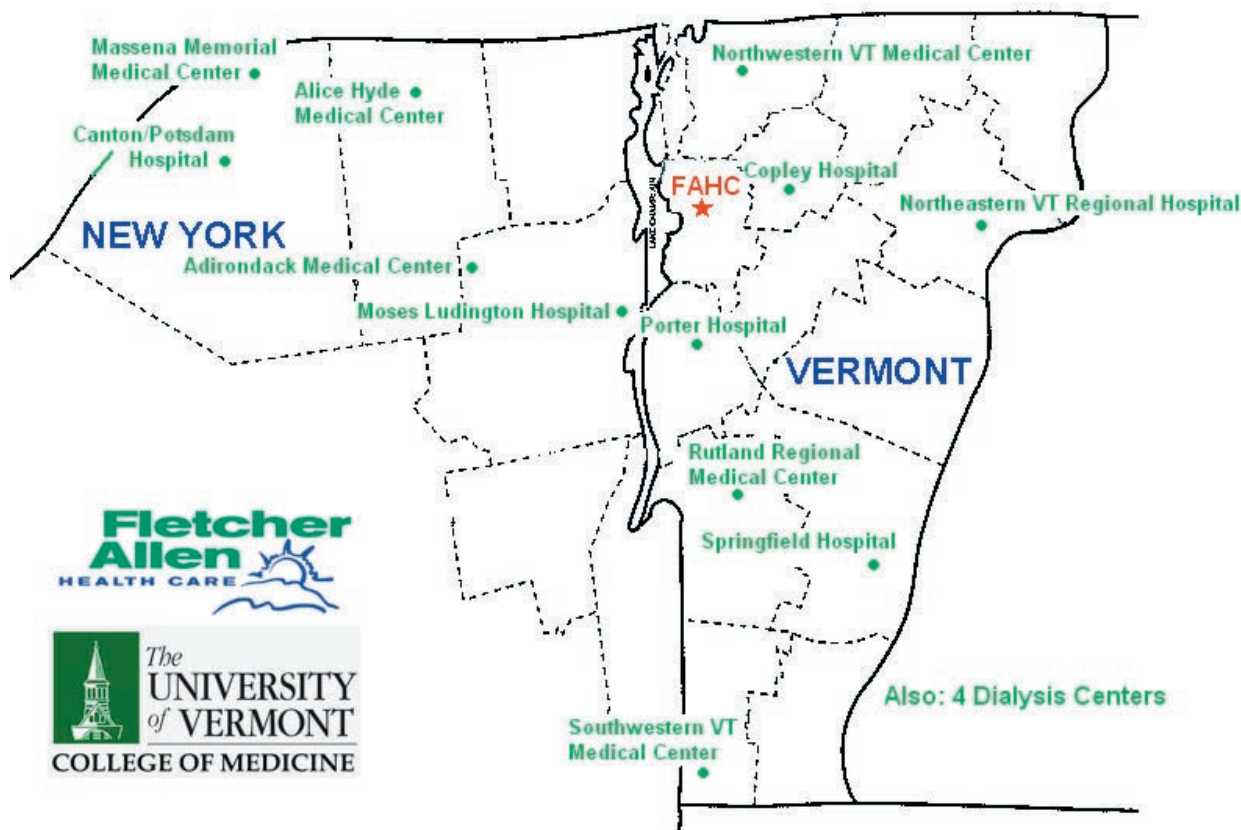 Massena Memorial
Medical Center
Northwestern VT Medical Center
Alice Hyde
Medical Center
Canton/Potsdam
Hospital
FAHC
Copley Hospital
Northeastern VT Regional Hospital
LAKE CHAMPLAIN
NEW YORK
Adirondack Medical Center
Moses Ludington Hospital
Porter Hospital
VERMONT
Rutland Regional
Medical Center
Springfield Hospital
Fletcher
Allen
HEALTH CARE
The
UNIVERSITY
of VERMONT
COLLEGE OF MEDICINE
Also: 4 Dialysis Centers
Southwestern VT
Medical Center